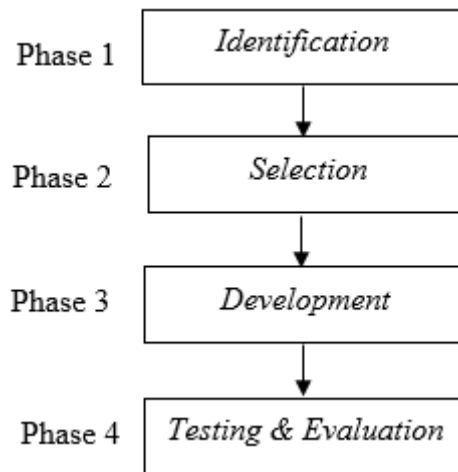 Phase 1 Identification
Phase 2 Selection
Phase 3 Development
Phase 4 Testing & Evaluation